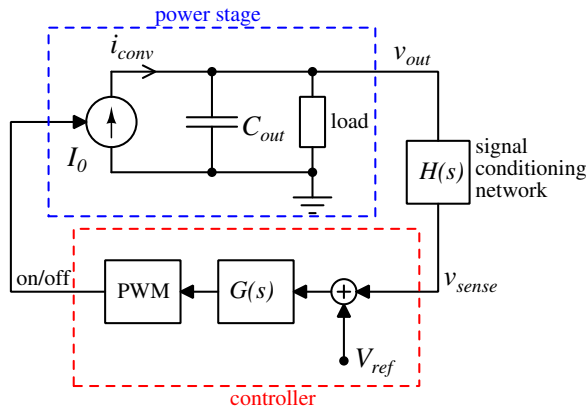 power stage
i_conv
v_out
C_out
load
I_0
H(s)
signal
conditioning
network
on/off
PWM
G(s)
+
v_sense
V_ref
controller